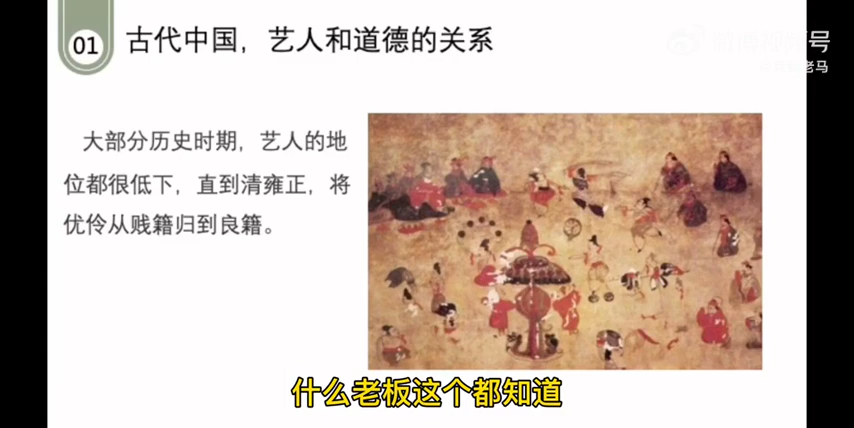 01
古代中国，艺人和道德的关系
大部分历史时期，艺人的地
位都很低下，直到清雍正，将
优伶从贱籍归到良籍。
什么老板这个都知道